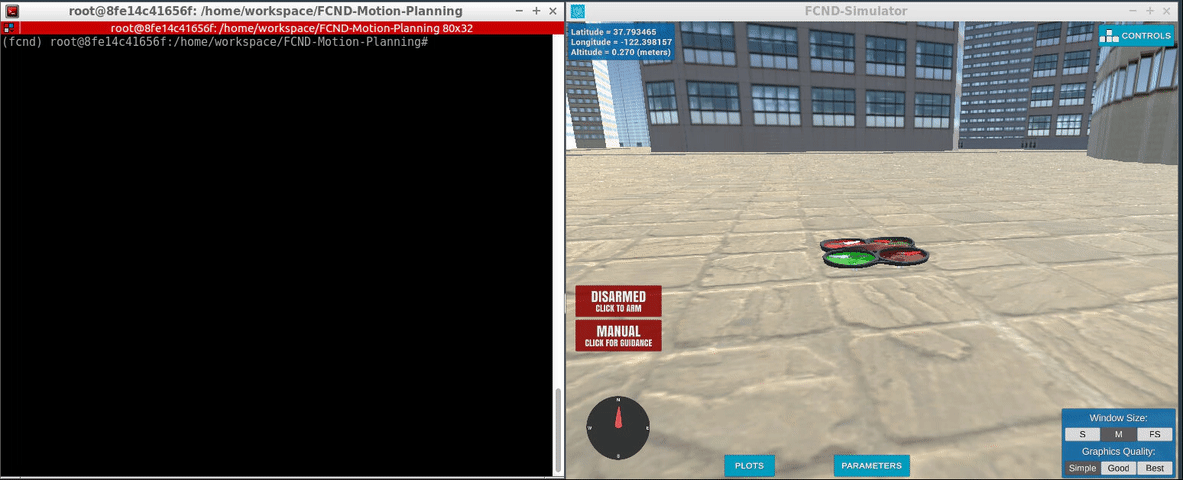 root@8fe14c41656f: /home/workspace/FCND-Motion-Planning
root@8fe14c41656f: /home/workspace/FCND-Motion-Planning 80x32
(fcnd) root@8fe14c41656f:/home/workspace/FCND-Motion-Planning#
FCND-Simulator
Latitude = 37.793465
Longitude = -122.398157
Altitude = 0.270 (meters)
CONTROLS
DISARMED
CLICK TO ARM
MANUAL
CLICK FOR GUIDANCE
N
W E
S
PLOTS
PARAMETERS
Window Size:
S M FS
Graphics Quality:
Simple Good Best